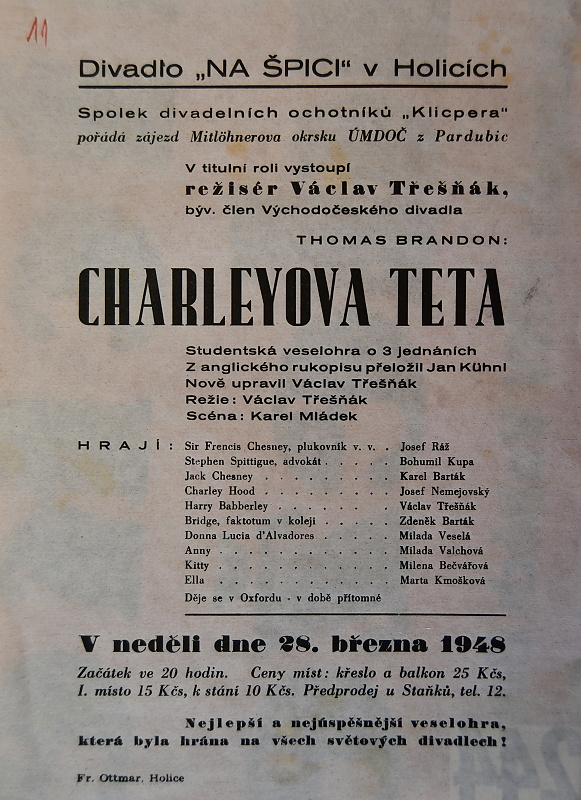 11
Divadlo „NA ŠPICI“ v Holicích
Spolek divadelních ochotníků „Klicpera“
pořádá zájezd Mitlöhnerova okrsku ÚMDOČ z Pardubic
V titulní roli vystoupí
režisér Václav Třešňák,
býv. člen Východočeského divadla
THOMAS BRANDON:
CHARLEYOVA TETA
Studentská veselohra o 3 jednáních
Z anglického rukopisu přeložil Jan Kühnl
Nově upravil Václav Třešňák
Režie: Václav Třešňák
Scéna: Karel Mládek
HRAJÍ: Sir Frencis Chesney, plukovník v. v. . Josef Ráž
Stephen Spittigue, advokát . . . . . Bohumil Kupa
Jack Chesney . . . . . . . . . Karel Barták
Charley Hood . . . . . . . . . Josef Nemejovský
Harry Babberley . . . . . . . Václav Třešňák
Bridge, faktotum v koleji . . . . . Zdeněk Barták
Donna Lucia d'Alvadores . . . . . Milada Veselá
Anny . . . . . . . . . . . . Milada Valchová
Kitty . . . . . . . . . . . . Milena Bečvářová
Ella . . . . . . . . . . . . Marta Kmošková
Děje se v Oxfordu - v době přítomné
V neděli dne 28. března 1948
Začátek ve 20 hodin. Ceny míst: křeslo a balkon 25 Kčs,
I. místo 15 Kčs, k stání 10 Kčs. Předprodej u Staňků, tel. 12.
Nejlepší a nejúspěšnější veselohra,
která byla hrána na všech světových divadlech!
Fr. Ottmar, Holice